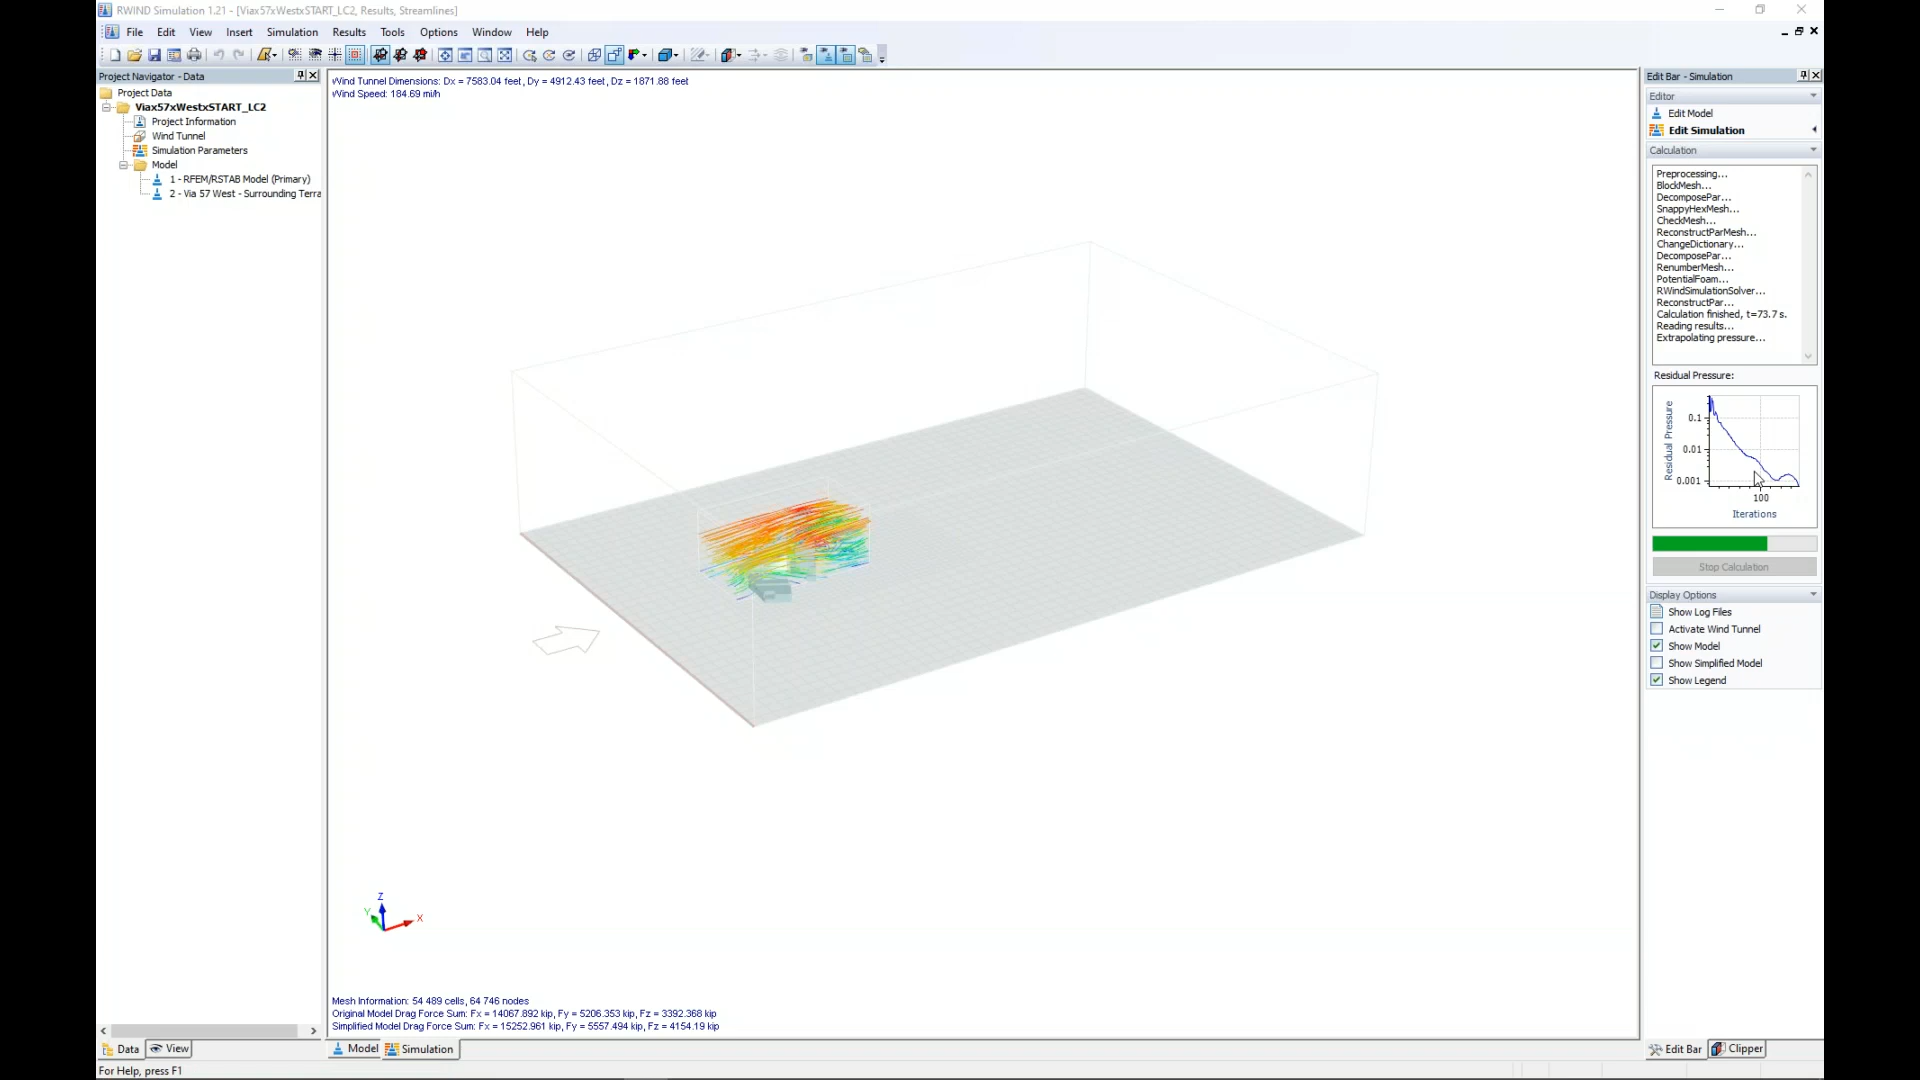 RWIND Simulation 1.21 - [Viax57xWestxSTART_LC2, Results, Streamlines]
File Edit View Insert Simulation Results Tools Options Window Help
Project Navigator - Data
Project Data
Viax57xWestxSTART_LC2
Project Information
Wind Tunnel
Simulation Parameters
Model
1 - RFEM/RSTAB Model (Primary)
2 - Via 57 West - Surrounding Terra
Data View
For Help, press F1
Wind Tunnel Dimensions: Dx = 7583.04 feet, Dy = 4912.43 feet, Dz = 1871.88 feet
Wind Speed: 184.69 mi/h
Z
Y
X
Mesh Information: 54 489 cells, 64 746 nodes
Original Model Drag Force Sum: Fx = 14067.892 kip, Fy = 5206.353 kip, Fz = 3392.368 kip
Simplified Model Drag Force Sum: Fx = 15252.961 kip, Fy = 5557.494 kip, Fz = 4154.19 kip
Model Simulation
Edit Bar - Simulation
Editor
Edit Model
Edit Simulation
Calculation
Preprocessing...
BlockMesh...
DecomposePar...
SnappyHexMesh...
CheckMesh...
ReconstructParMesh...
ChangeDictionary...
DecomposePar...
RenumberMesh...
PotentialFoam...
RWindSimulationSolver...
ReconstructPar...
Calculation finished, t=73.7 s.
Reading results...
Extrapolating pressure...
Residual Pressure:
Residual Pressure
0.1
0.01
0.001
100
Iterations
Stop Calculation
Display Options
Show Log Files
Activate Wind Tunnel
Show Model
Show Simplified Model
Show Legend
Edit Bar Clipper